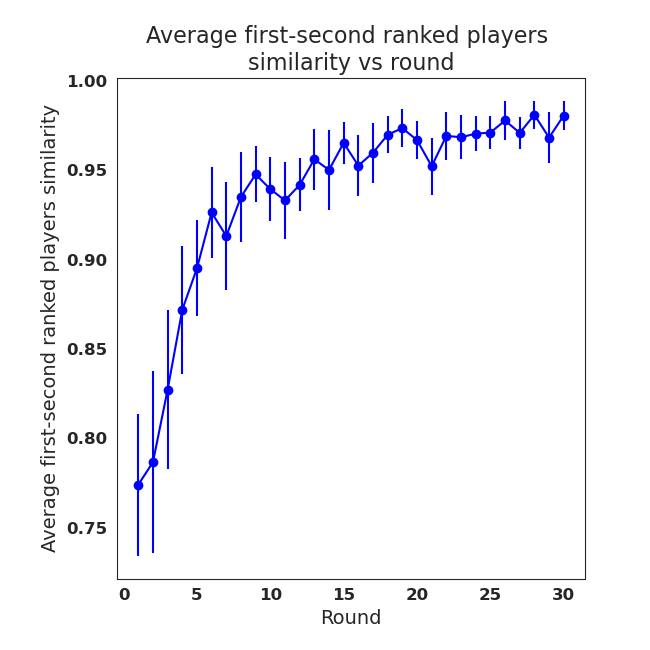 Average first-second ranked players
similarity vs round
Average first-second ranked players similarity
1.00
0.95
0.90
0.85
0.80
0.75
0 5 10 15 20 25 30
Round